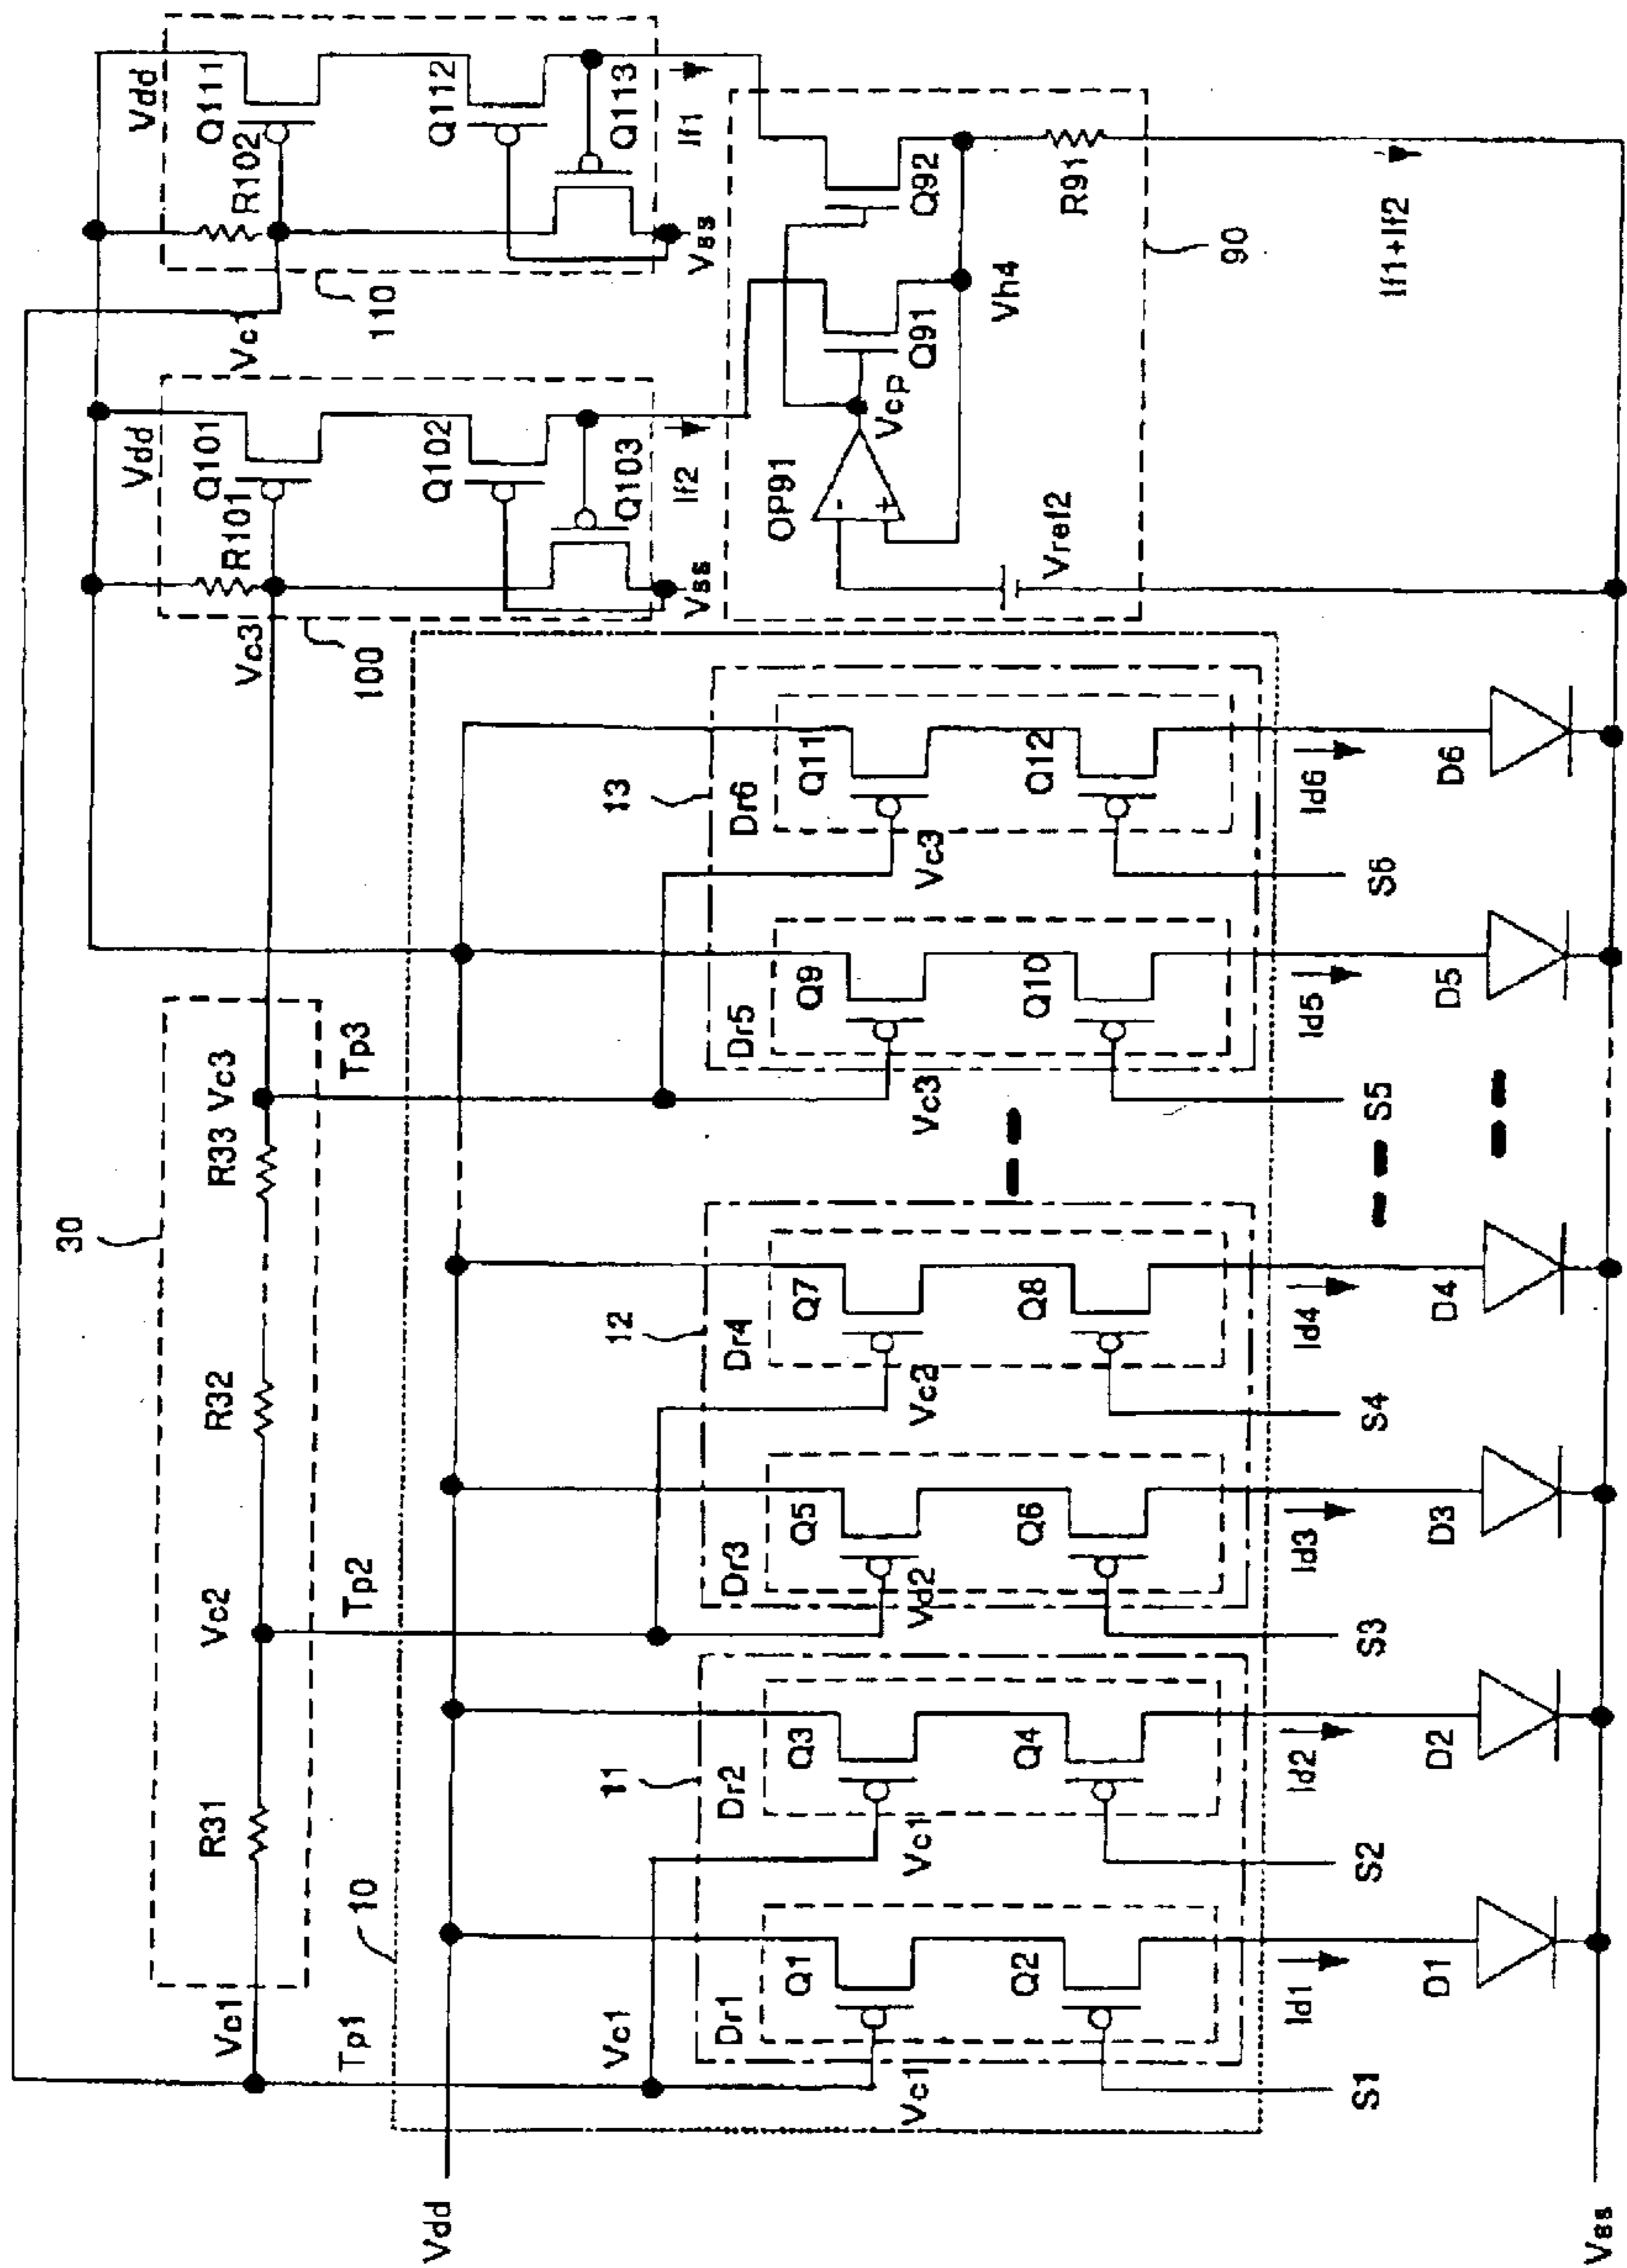 Vdd
Vss
10
30
R31
R32
R33
Vc1
Vc2
Vc3
Tp1
Tp2
Tp3
Vc1
Vc1
Vc1
Vd2
Vc2
Vc3
Vc3
11
12
13
Dr1
Q1
Q2
Dr2
Q3
Q4
Dr3
Q5
Q6
Dr4
Q7
Q8
Dr5
Q9
Q10
Dr6
Q11
Q12
S1
S2
S3
S4
S5
S6
Id1
Id2
Id3
Id4
Id5
Id6
D1
D2
D3
D4
D5
D6
Vc3
100
Vdd
R101
Q101
Q102
Q103
Vss
If2
Vc1
110
Vdd
R102
Q111
Q112
Q113
Vss
If1
OP91
-
+
Vcp
Q91
Q92
Vref2
Vh4
R91
90
If1+If2